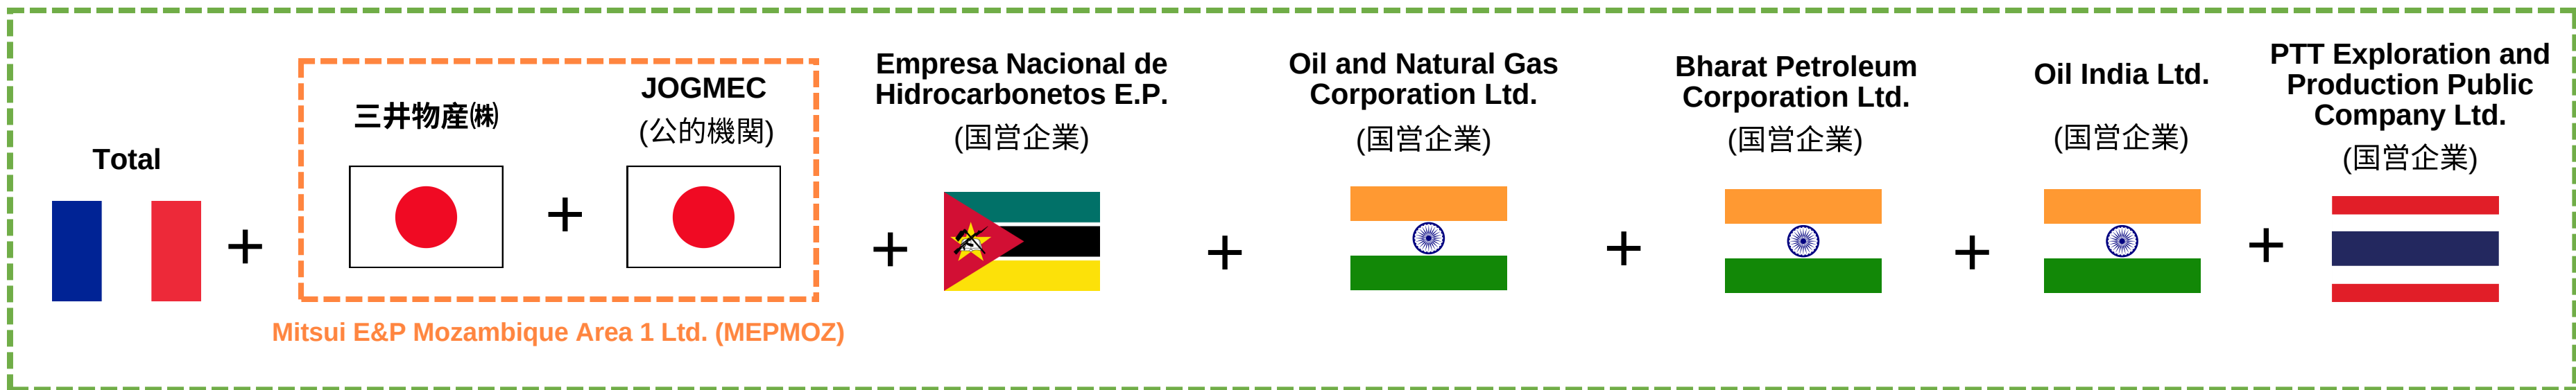 Total
+
三井物産㈱
+
JOGMEC
(公的機関)
Mitsui E&P Mozambique Area 1 Ltd. (MEPMOZ)
+
Empresa Nacional de
Hidrocarbonetos E.P.
(国営企業)
+
Oil and Natural Gas
Corporation Ltd.
(国営企業)
+
Bharat Petroleum
Corporation Ltd.
(国営企業)
+
Oil India Ltd.
(国営企業)
+
PTT Exploration and
Production Public
Company Ltd.
(国営企業)